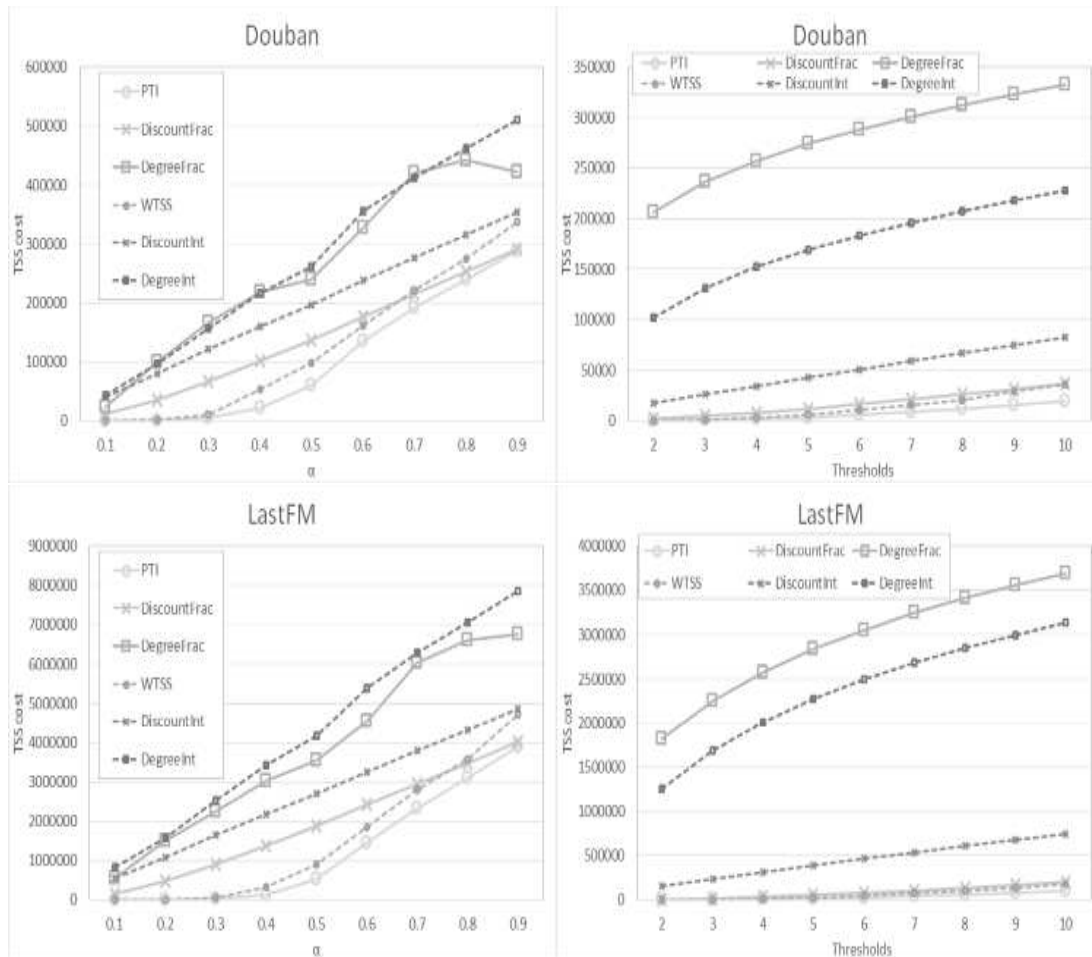 Douban
600000
500000
400000
300000
200000
100000
0
TSS cost
PTI
DiscountFrac
DegreeFrac
WTSS
DiscountInt
DegreeInt
0.1 0.2 0.3 0.4 0.5 0.6 0.7 0.8 0.9
α
Douban
PTI DiscountFrac DegreeFrac
WTSS DiscountInt DegreeInt
350000
300000
250000
200000
150000
100000
50000
0
TSS cost
2 3 4 5 6 7 8 9 10
Thresholds
LastFM
9000000
8000000
7000000
6000000
5000000
4000000
3000000
2000000
1000000
0
TSS cost
PTI
DiscountFrac
DegreeFrac
WTSS
DiscountInt
DegreeInt
0.1 0.2 0.3 0.4 0.5 0.6 0.7 0.8 0.9
α
LastFM
PTI DiscountFrac DegreeFrac
WTSS DiscountInt DegreeInt
4000000
3500000
3000000
2500000
2000000
1500000
1000000
500000
0
TSS cost
2 3 4 5 6 7 8 9 10
Thresholds